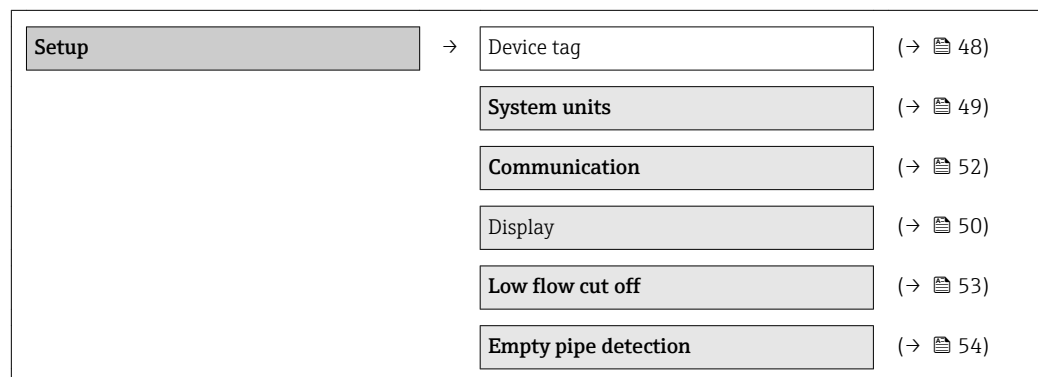 Setup → Device tag (→ 🖹 48)
System units (→ 🖹 49)
Communication (→ 🖹 52)
Display (→ 🖹 50)
Low flow cut off (→ 🖹 53)
Empty pipe detection (→ 🖹 54)